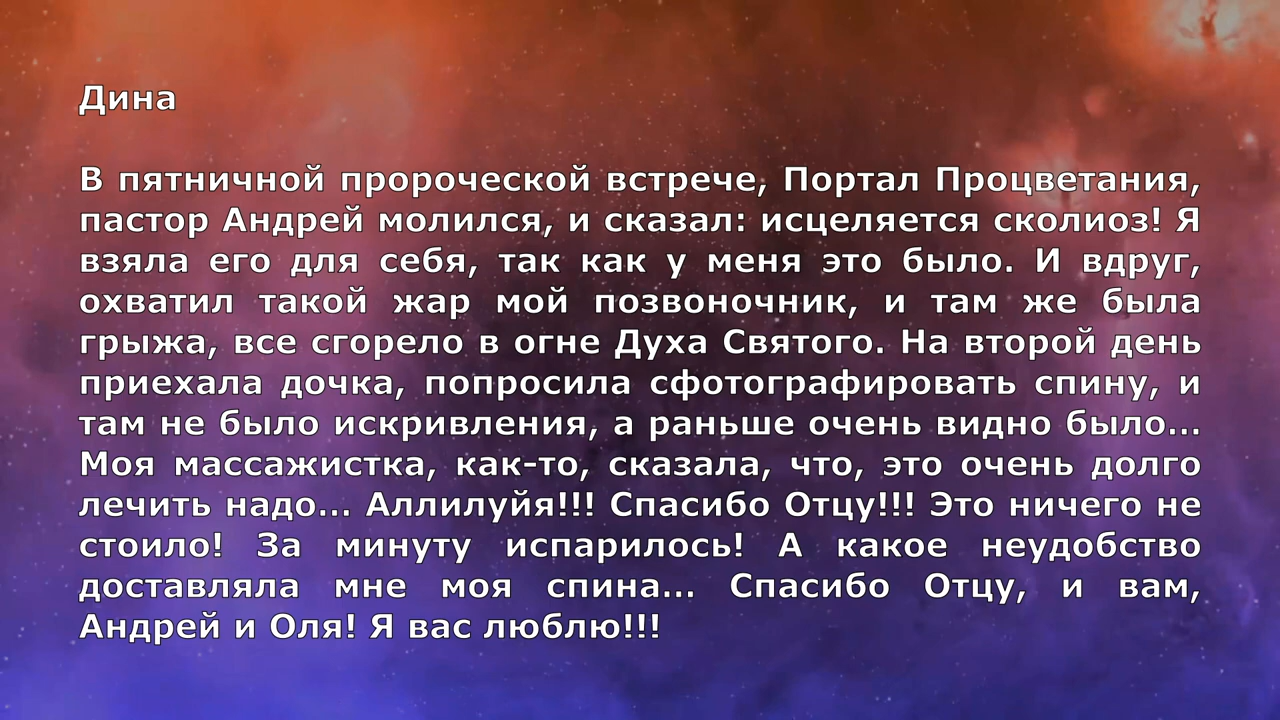 Дина
В пятничной пророческой встрече, Портал Процветания,
пастор Андрей молился, и сказал: исцеляется сколиоз! Я
взяла его для себя, так как у меня это было. И вдруг,
охватил такой жар мой позвоночник, и там же была
грыжа, все сгорело в огне Духа Святого. На второй день
приехала дочка, попросила сфотографировать спину, и
там не было искривления, а раньше очень видно было...
Моя массажистка, как-то, сказала, что, это очень долго
лечить надо... Аллилуйя!!! Спасибо Отцу!!! Это ничего не
стоило! За минуту испарилось! А какое неудобство
доставляла мне моя спина... Спасибо Отцу, и вам,
Андрей и Оля! Я вас люблю!!!